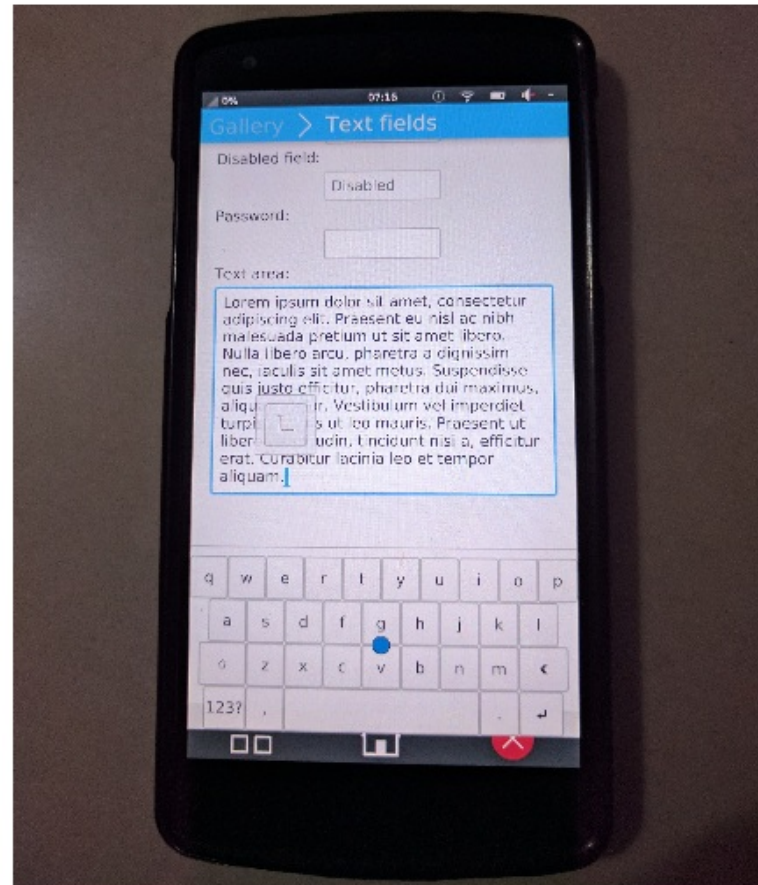 0% 07:16
Gallery > Text fields
Disabled field:
Disabled
Password:
Text area:
Lorem ipsum dolor sit amet, consectetur
adipiscing elit. Praesent eu nisl ac nibh
malesuada pretium ut sit amet libero.
Nulla libero arcu, pharetra a dignissim
nec, iaculis sit amet metus. Suspendisse
quis justo efficitur, pharetra dui maximus,
Vestibulum vel imperdiet
ut leo mauris. Praesent ut
tincidunt nisi a, efficitur
erat. Curabitur lacinia leo et tempor
aliquam.
q w e r t y u i o p
a s d f g h j k l
z x c v b n m
123? , .